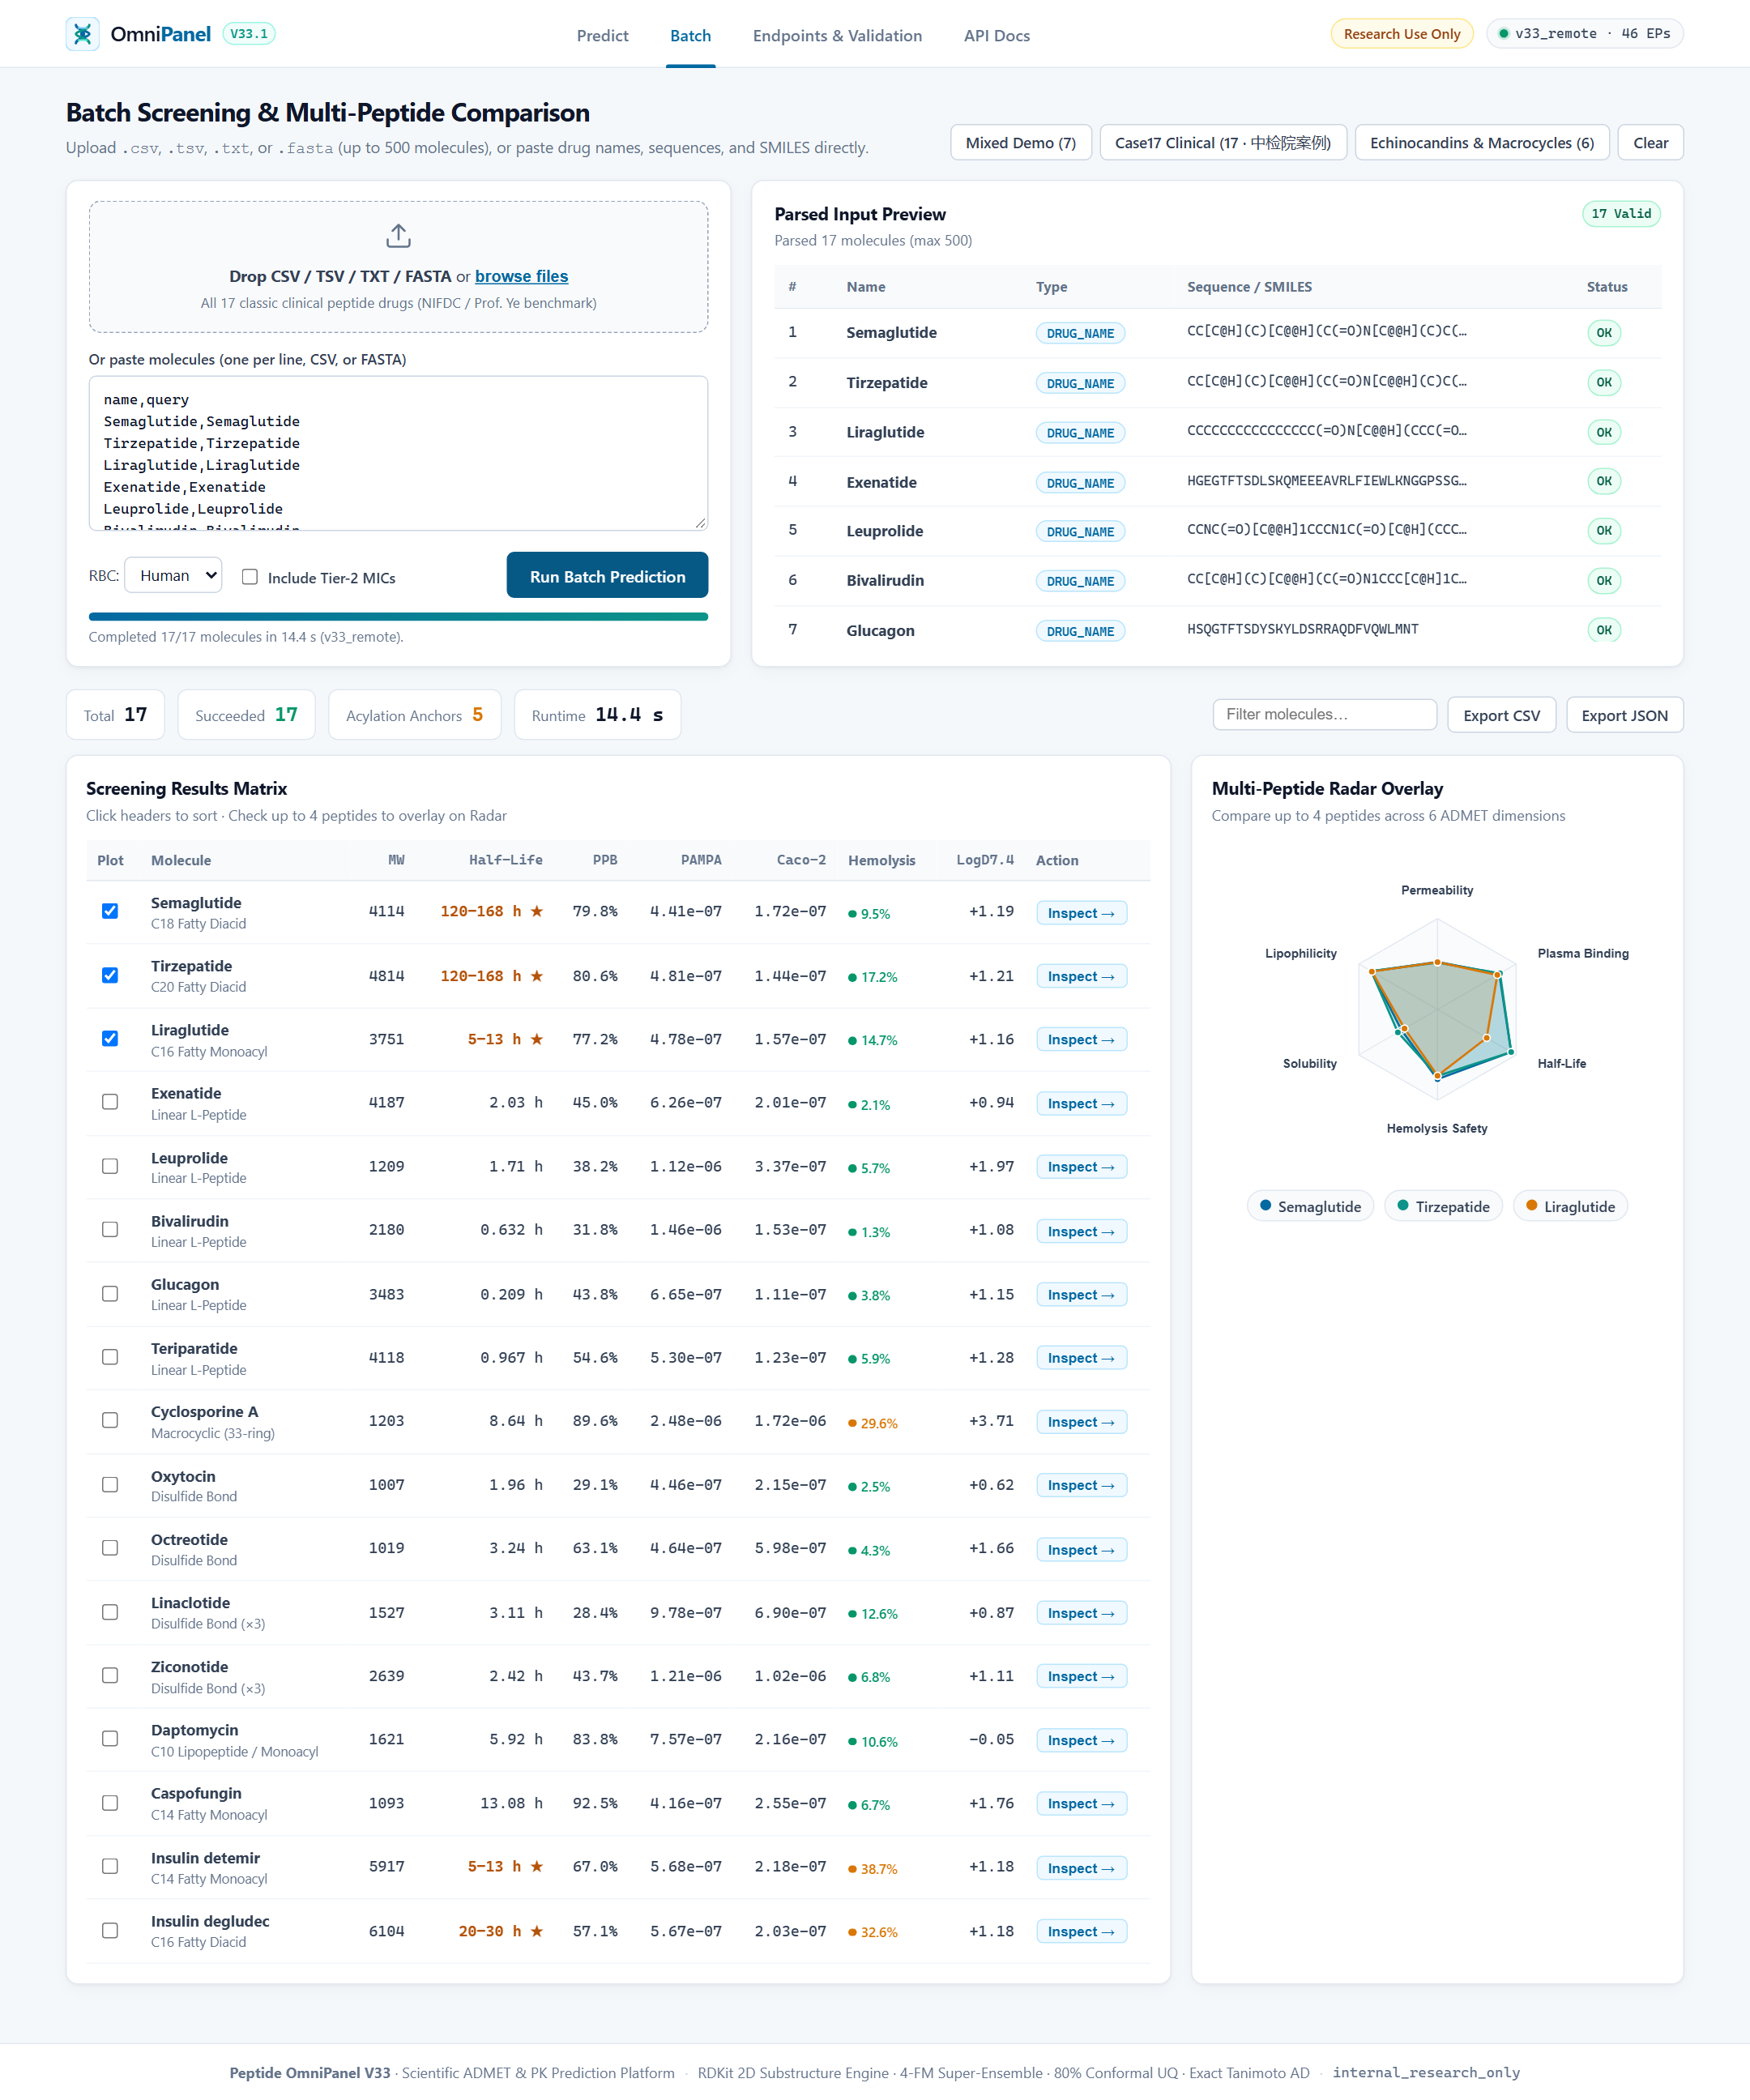 OmniPanel V33.1
Predict
Batch
Endpoints & Validation
API Docs
Research Use Only
v33_remote · 46 EPs
Batch Screening & Multi-Peptide Comparison
Upload .csv, .tsv, .txt, or .fasta (up to 500 molecules), or paste drug names, sequences, and SMILES directly.
Mixed Demo (7)
Case17 Clinical (17 · 中检院案例)
Echinocandins & Macrocycles (6)
Clear
Drop CSV / TSV / TXT / FASTA or browse files
All 17 classic clinical peptide drugs (NIFDC / Prof. Ye benchmark)
Or paste molecules (one per line, CSV, or FASTA)
name,query
Semaglutide,Semaglutide
Tirzepatide,Tirzepatide
Liraglutide,Liraglutide
Exenatide,Exenatide
Leuprolide,Leuprolide
Bivalirudin,Bivalirudin
RBC: Human
Include Tier-2 MICs
Run Batch Prediction
Completed 17/17 molecules in 14.4 s (v33_remote).
Parsed Input Preview
17 Valid
Parsed 17 molecules (max 500)
# Name Type Sequence / SMILES Status
1 Semaglutide DRUG_NAME CC[C@H](C)[C@@H](C(=O)N[C@@H](C)C(… OK
2 Tirzepatide DRUG_NAME CC[C@H](C)[C@@H](C(=O)N[C@@H](C)C(… OK
3 Liraglutide DRUG_NAME CCCCCCCCCCCCCCCC(=O)N[C@@H](CCC(=O… OK
4 Exenatide DRUG_NAME HGEGTFTSDLSKQMEEEAVRLFIEWLKNGGPSSG… OK
5 Leuprolide DRUG_NAME CCNC(=O)[C@@H]1CCCN1C(=O)[C@H](CCC… OK
6 Bivalirudin DRUG_NAME CC[C@H](C)[C@@H](C(=O)N1CCC[C@H]1C… OK
7 Glucagon DRUG_NAME HSQGTFTSDYSKYLDSRRAQDFVQWLMNT OK
Total 17
Succeeded 17
Acylation Anchors 5
Runtime 14.4 s
Filter molecules…
Export CSV
Export JSON
Screening Results Matrix
Click headers to sort · Check up to 4 peptides to overlay on Radar
Plot Molecule MW Half-Life PPB PAMPA Caco-2 Hemolysis LogD7.4 Action
Semaglutide 4114 120–168 h ★ 79.8% 4.41e-07 1.72e-07 9.5% +1.19 Inspect →
C18 Fatty Diacid
Tirzepatide 4814 120–168 h ★ 80.6% 4.81e-07 1.44e-07 17.2% +1.21 Inspect →
C20 Fatty Diacid
Liraglutide 3751 5–13 h ★ 77.2% 4.78e-07 1.57e-07 14.7% +1.16 Inspect →
C16 Fatty Monoacyl
Exenatide 4187 2.03 h 45.0% 6.26e-07 2.01e-07 2.1% +0.94 Inspect →
Linear L-Peptide
Leuprolide 1209 1.71 h 38.2% 1.12e-06 3.37e-07 5.7% +1.97 Inspect →
Linear L-Peptide
Bivalirudin 2180 0.632 h 31.8% 1.46e-06 1.53e-07 1.3% +1.08 Inspect →
Linear L-Peptide
Glucagon 3483 0.209 h 43.8% 6.65e-07 1.11e-07 3.8% +1.15 Inspect →
Linear L-Peptide
Teriparatide 4118 0.967 h 54.6% 5.30e-07 1.23e-07 5.9% +1.28 Inspect →
Linear L-Peptide
Cyclosporine A 1203 8.64 h 89.6% 2.48e-06 1.72e-06 29.6% +3.71 Inspect →
Macrocyclic (33-ring)
Oxytocin 1007 1.96 h 29.1% 4.46e-07 2.15e-07 2.5% +0.62 Inspect →
Disulfide Bond
Octreotide 1019 3.24 h 63.1% 4.64e-07 5.98e-07 4.3% +1.66 Inspect →
Disulfide Bond
Linaclotide 1527 3.11 h 28.4% 9.78e-07 6.90e-07 12.6% +0.87 Inspect →
Disulfide Bond (×3)
Ziconotide 2639 2.42 h 43.7% 1.21e-06 1.02e-06 6.8% +1.11 Inspect →
Disulfide Bond (×3)
Daptomycin 1621 5.92 h 83.8% 7.57e-07 2.16e-07 10.6% -0.05 Inspect →
C10 Lipopeptide / Monoacyl
Caspofungin 1093 13.08 h 92.5% 4.16e-07 2.55e-07 6.7% +1.76 Inspect →
C14 Fatty Monoacyl
Insulin detemir 5917 5–13 h ★ 67.0% 5.68e-07 2.18e-07 38.7% +1.18 Inspect →
C14 Fatty Monoacyl
Insulin degludec 6104 20–30 h ★ 57.1% 5.67e-07 2.03e-07 32.6% +1.18 Inspect →
C16 Fatty Diacid
Multi-Peptide Radar Overlay
Compare up to 4 peptides across 6 ADMET dimensions
Permeability
Lipophilicity
Plasma Binding
Solubility
Half-Life
Hemolysis Safety
Semaglutide
Tirzepatide
Liraglutide
Peptide OmniPanel V33 · Scientific ADMET & PK Prediction Platform · RDKit 2D Substructure Engine · 4-FM Super-Ensemble · 80% Conformal UQ · Exact Tanimoto AD · internal_research_only